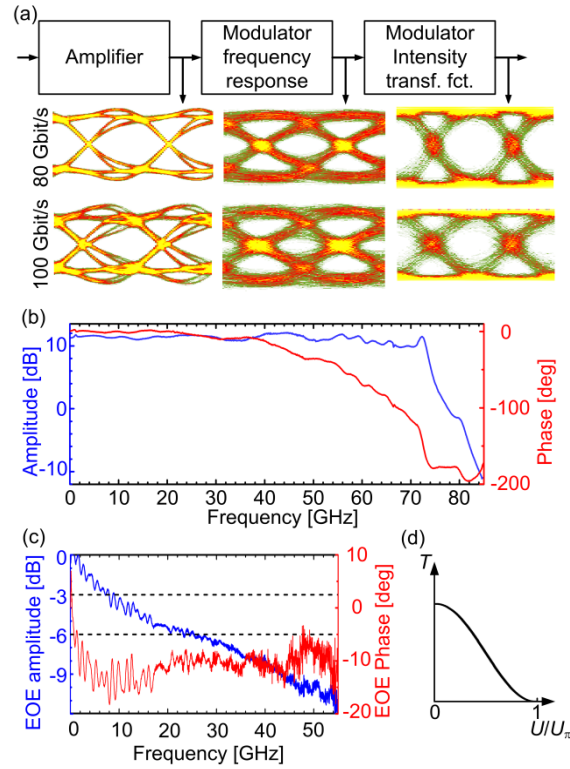 (a)
Amplifier
Modulator
frequency
response
Modulator
Intensity
transf. fct.
80 Gbit/s
100 Gbit/s
(b)
Amplitude [dB]
10
0
-10
0
-100
-200
Phase [deg]
0 10 20 30 40 50 60 70 80
Frequency [GHz]
(c)
EOE amplitude [dB]
0
-3
-6
-9
10
0
-10
-20
EOE Phase [deg]
0 10 20 30 40 50
Frequency [GHz]
(d)
T
0 1
U/Uπ